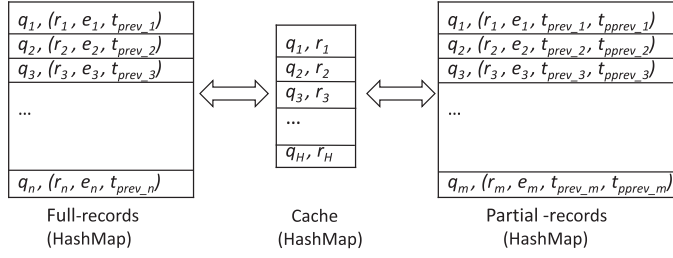 q1, (r1, e1, tprev_1)
q2, (r2, e2, tprev_2)
q3, (r3, e3, tprev_3)
...
qn, (rn, en, tprev_n)
Full-records
(HashMap)
q1, r1
q2, r2
q3, r3
...
qH, rH
Cache
(HashMap)
q1, (r1, e1, tprev_1, tpprev_1)
q2, (r2, e2, tprev_2, tpprev_2)
q3, (r3, e3, tprev_3, tpprev_3)
...
qm, (rm, em, tprev_m, tpprev_m)
Partial -records
(HashMap)